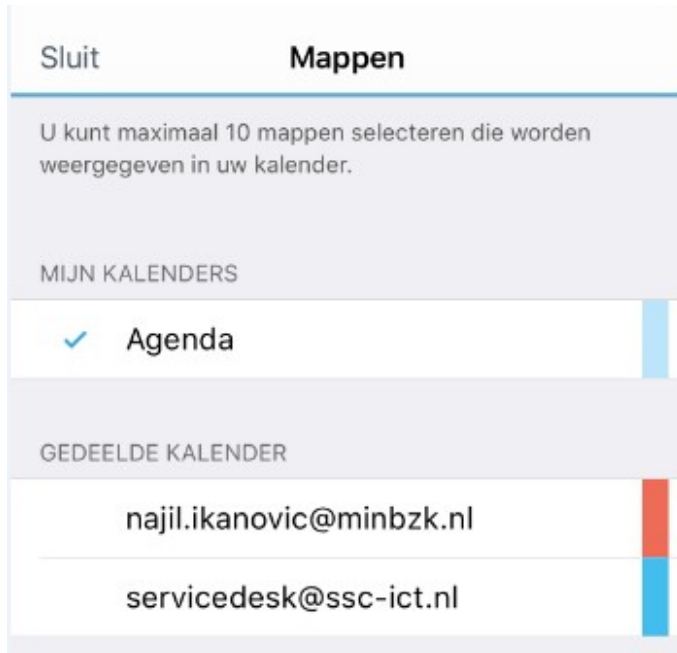 Sluit Mappen
U kunt maximaal 10 mappen selecteren die worden
weergegeven in uw kalender.
MIJN KALENDERS
Agenda
GEDEELDE KALENDER
najil.ikanovic@minbzk.nl
servicedesk@ssc-ict.nl